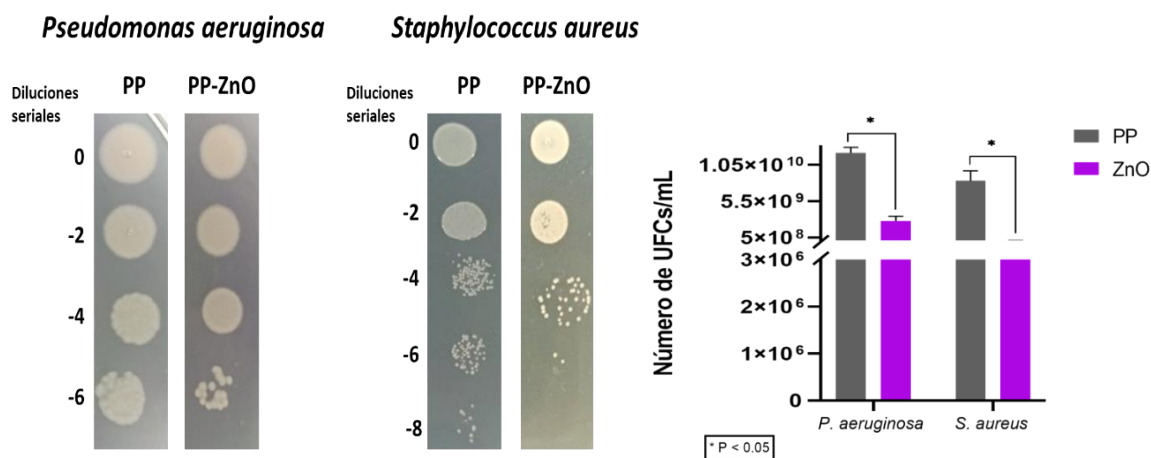 Pseudomonas aeruginosa
Diluciones
seriales
PP
PP-ZnO
0
-2
-4
-6
Staphylococcus aureus
Diluciones
seriales
PP
PP-ZnO
0
-2
-4
-6
-8
Número de UFCs/mL
1.05×10¹⁰
5.5×10⁹
5×10⁸
3×10⁶
2×10⁶
1×10⁶
0
*
*
P. aeruginosa
S. aureus
* P < 0.05
PP
ZnO